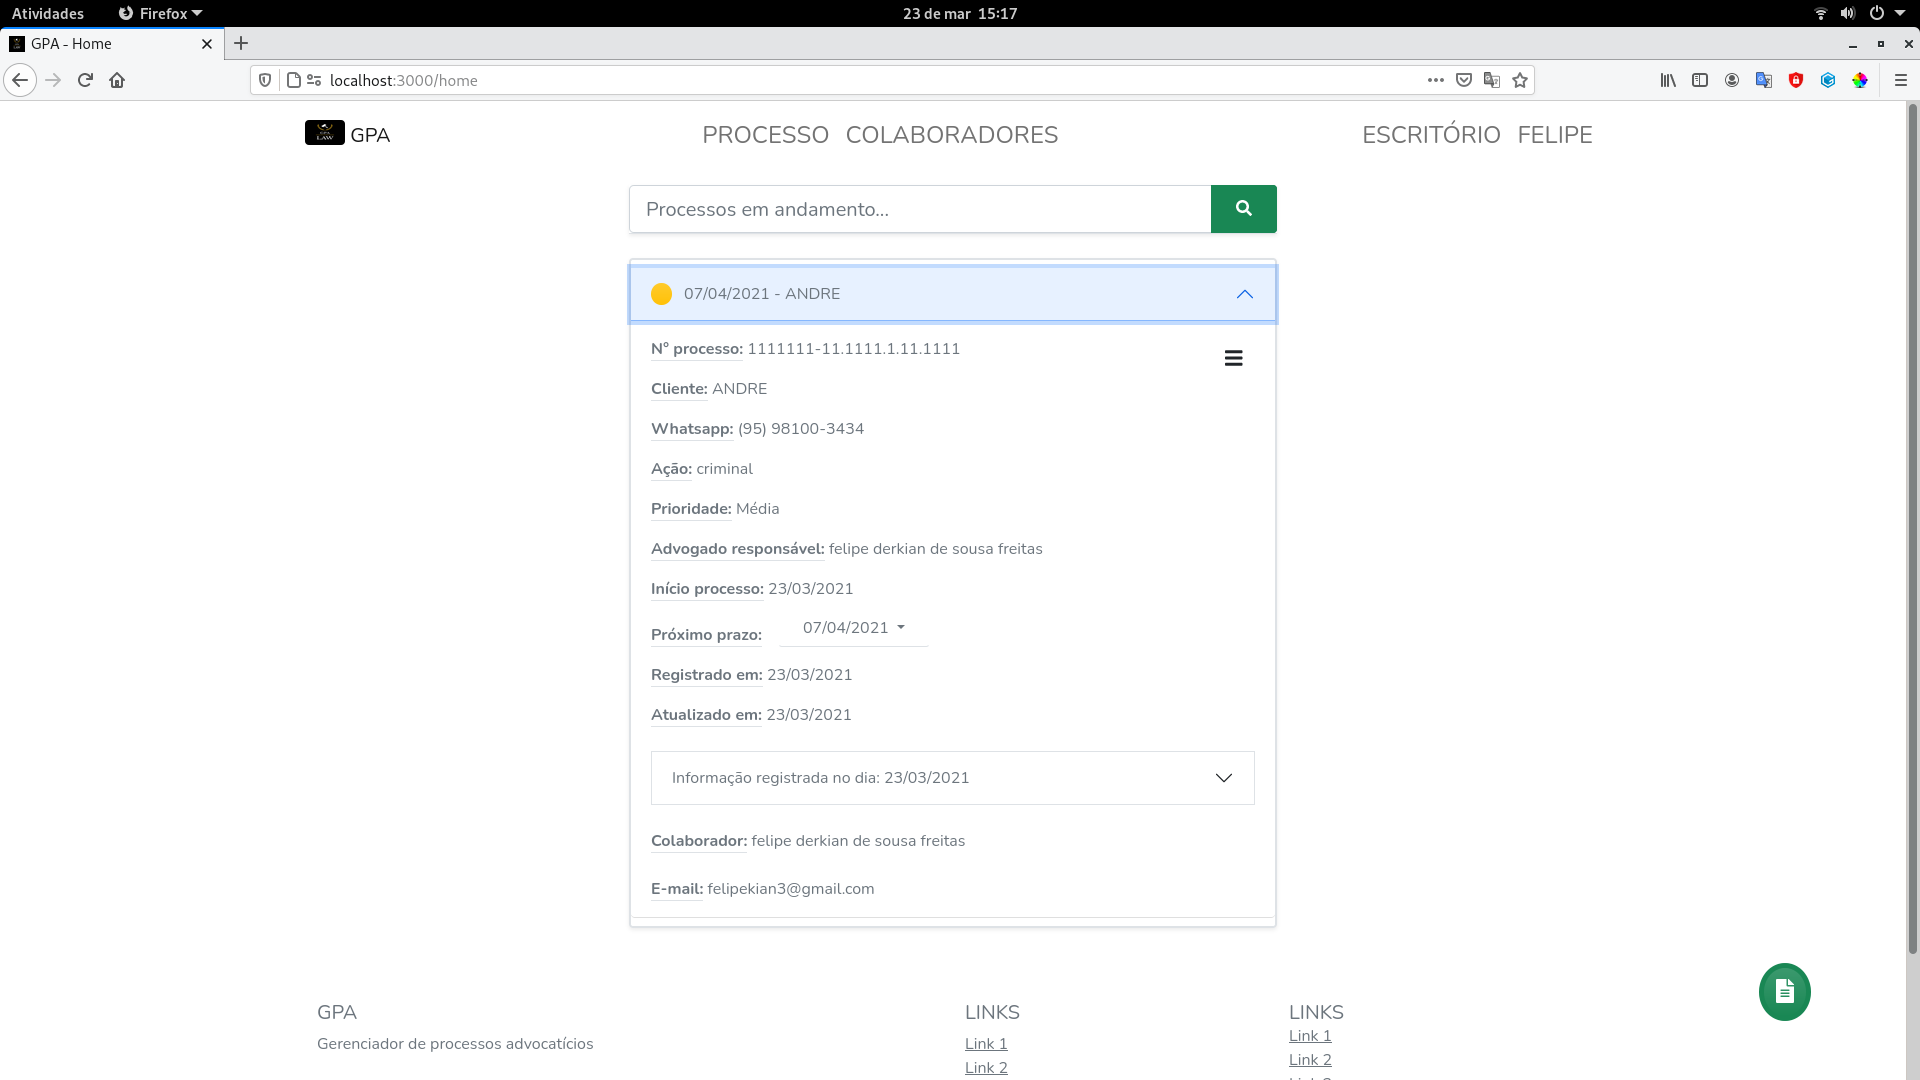 Atividades Firefox 23 de mar 15:17
GPA - Home
localhost:3000/home
GPA PROCESSO COLABORADORES ESCRITÓRIO FELIPE
Processos em andamento...
07/04/2021 - ANDRE
N° processo: 1111111-11.1111.1.11.1111
Cliente: ANDRE
Whatsapp: (95) 98100-3434
Ação: criminal
Prioridade: Média
Advogado responsável: felipe derkian de sousa freitas
Início processo: 23/03/2021
Próximo prazo: 07/04/2021
Registrado em: 23/03/2021
Atualizado em: 23/03/2021
Informação registrada no dia: 23/03/2021
Colaborador: felipe derkian de sousa freitas
E-mail: felipekian3@gmail.com
GPA
Gerenciador de processos advocatícios
LINKS
Link 1
Link 2
LINKS
Link 1
Link 2